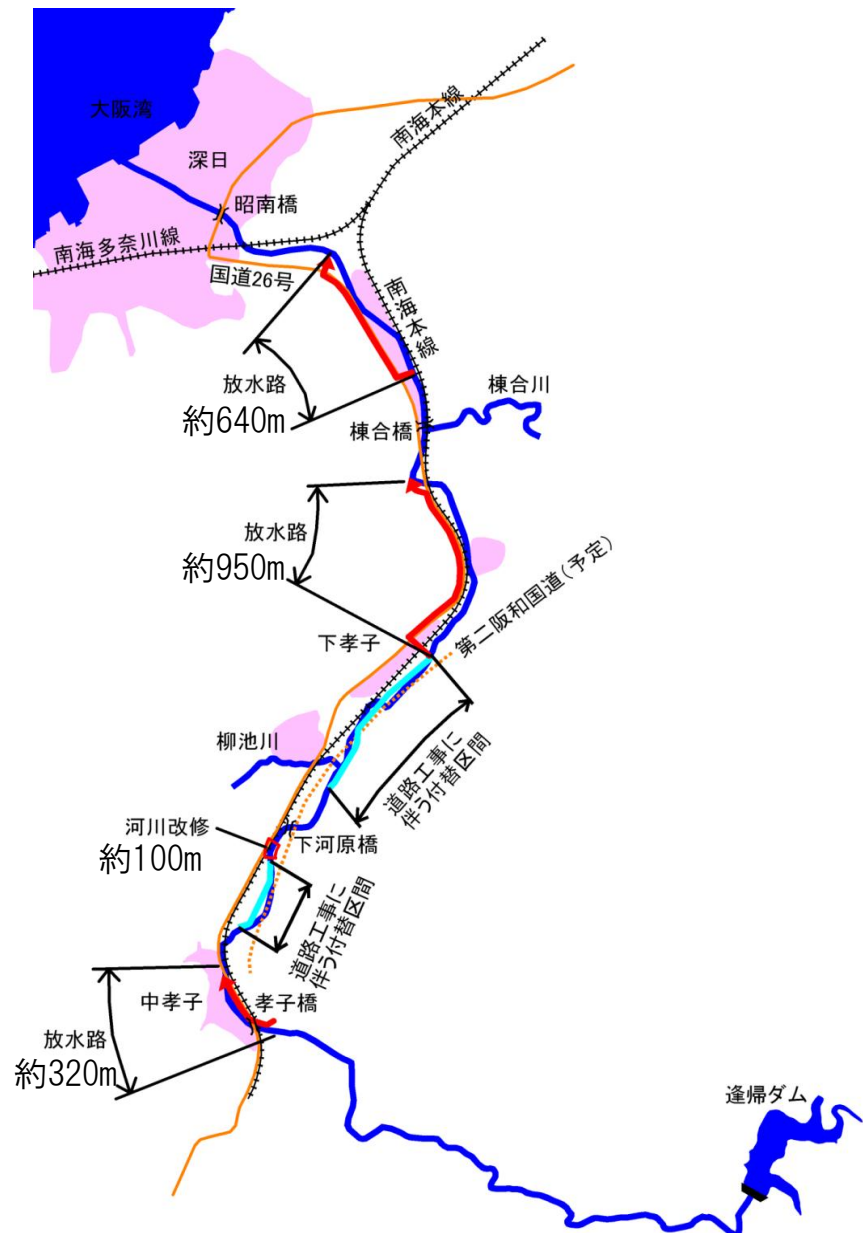 大阪湾
深日
南海本線
昭南橋
南海多奈川線
国道26号
南海本線
放水路
約640m
棟合川
棟合橋
放水路
約950m
第二阪和国道(予定)
下孝子
柳池川
道路工事に
伴う付替区間
河川改修
約100m
下河原橋
道路工事に
伴う付替区間
中孝子
孝子橋
放水路
約320m
逢帰ダム